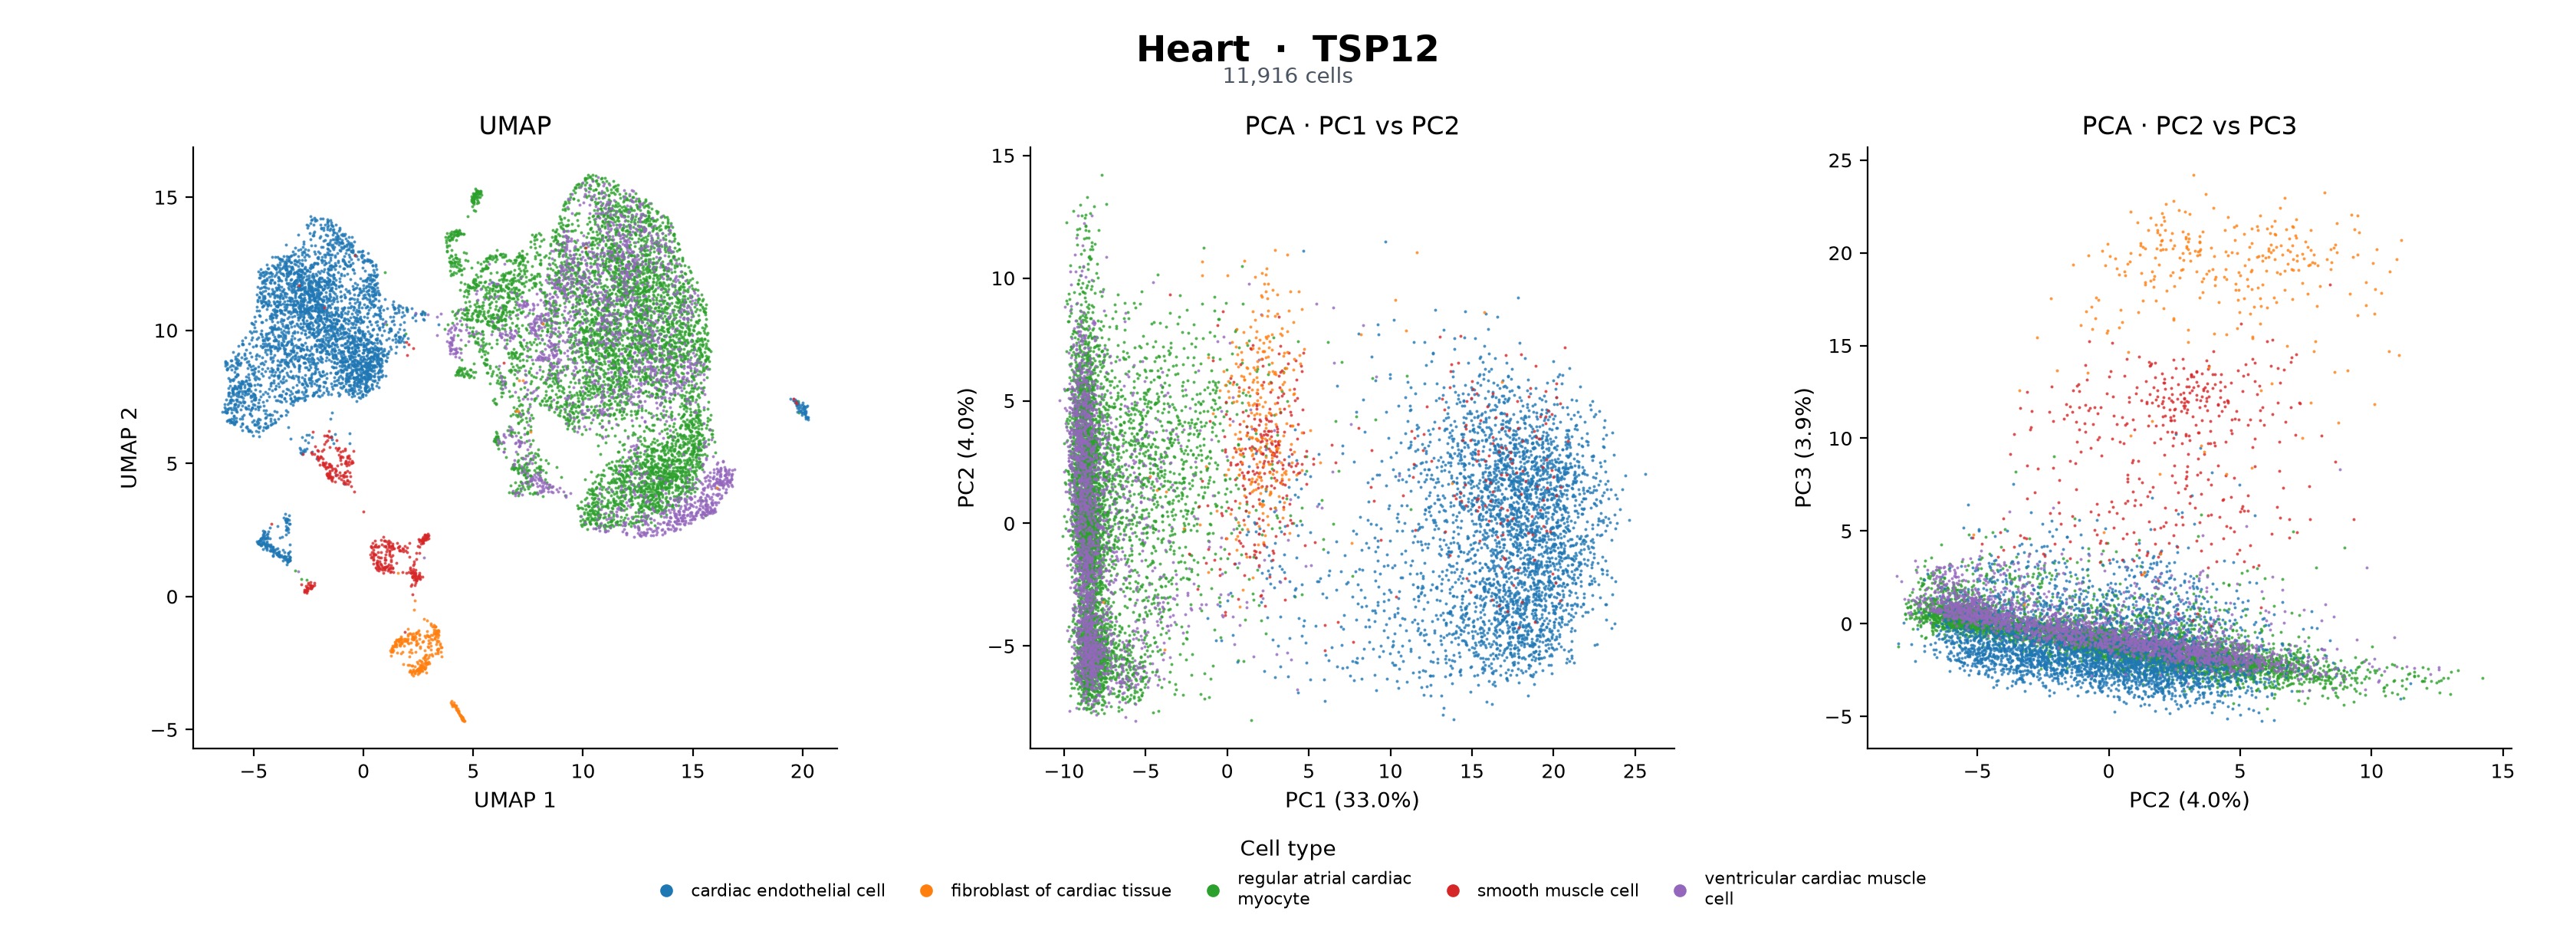 Heart · TSP12
11,916 cells
UMAP
15
10
5
0
−5
UMAP 2
−5
0
5
10
15
20
UMAP 1
PCA · PC1 vs PC2
15
10
5
0
−5
PC2 (4.0%)
−10
−5
0
5
10
15
20
25
PC1 (33.0%)
PCA · PC2 vs PC3
25
20
15
10
5
0
−5
PC3 (3.9%)
−5
0
5
10
15
PC2 (4.0%)
Cell type
cardiac endothelial cell
fibroblast of cardiac tissue
regular atrial cardiac
myocyte
smooth muscle cell
ventricular cardiac muscle
cell